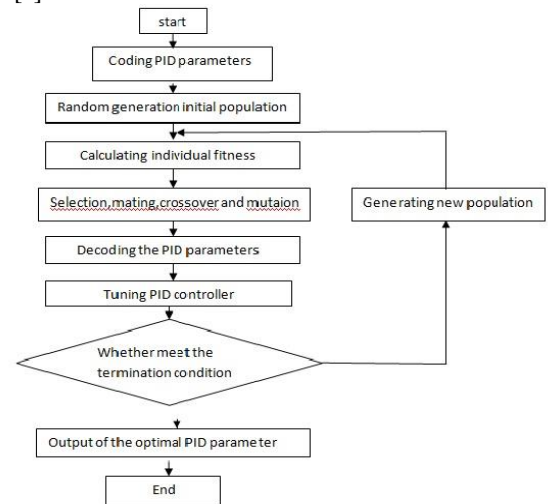 start
Coding PID parameters
Random generation initial population
Calculating individual fitness
Selection,mating,crossover and mutaion
Generating new population
Decoding the PID parameters
Tuning PID controller
Whether meet the
termination condition
Output of the optimal PID parameter
End